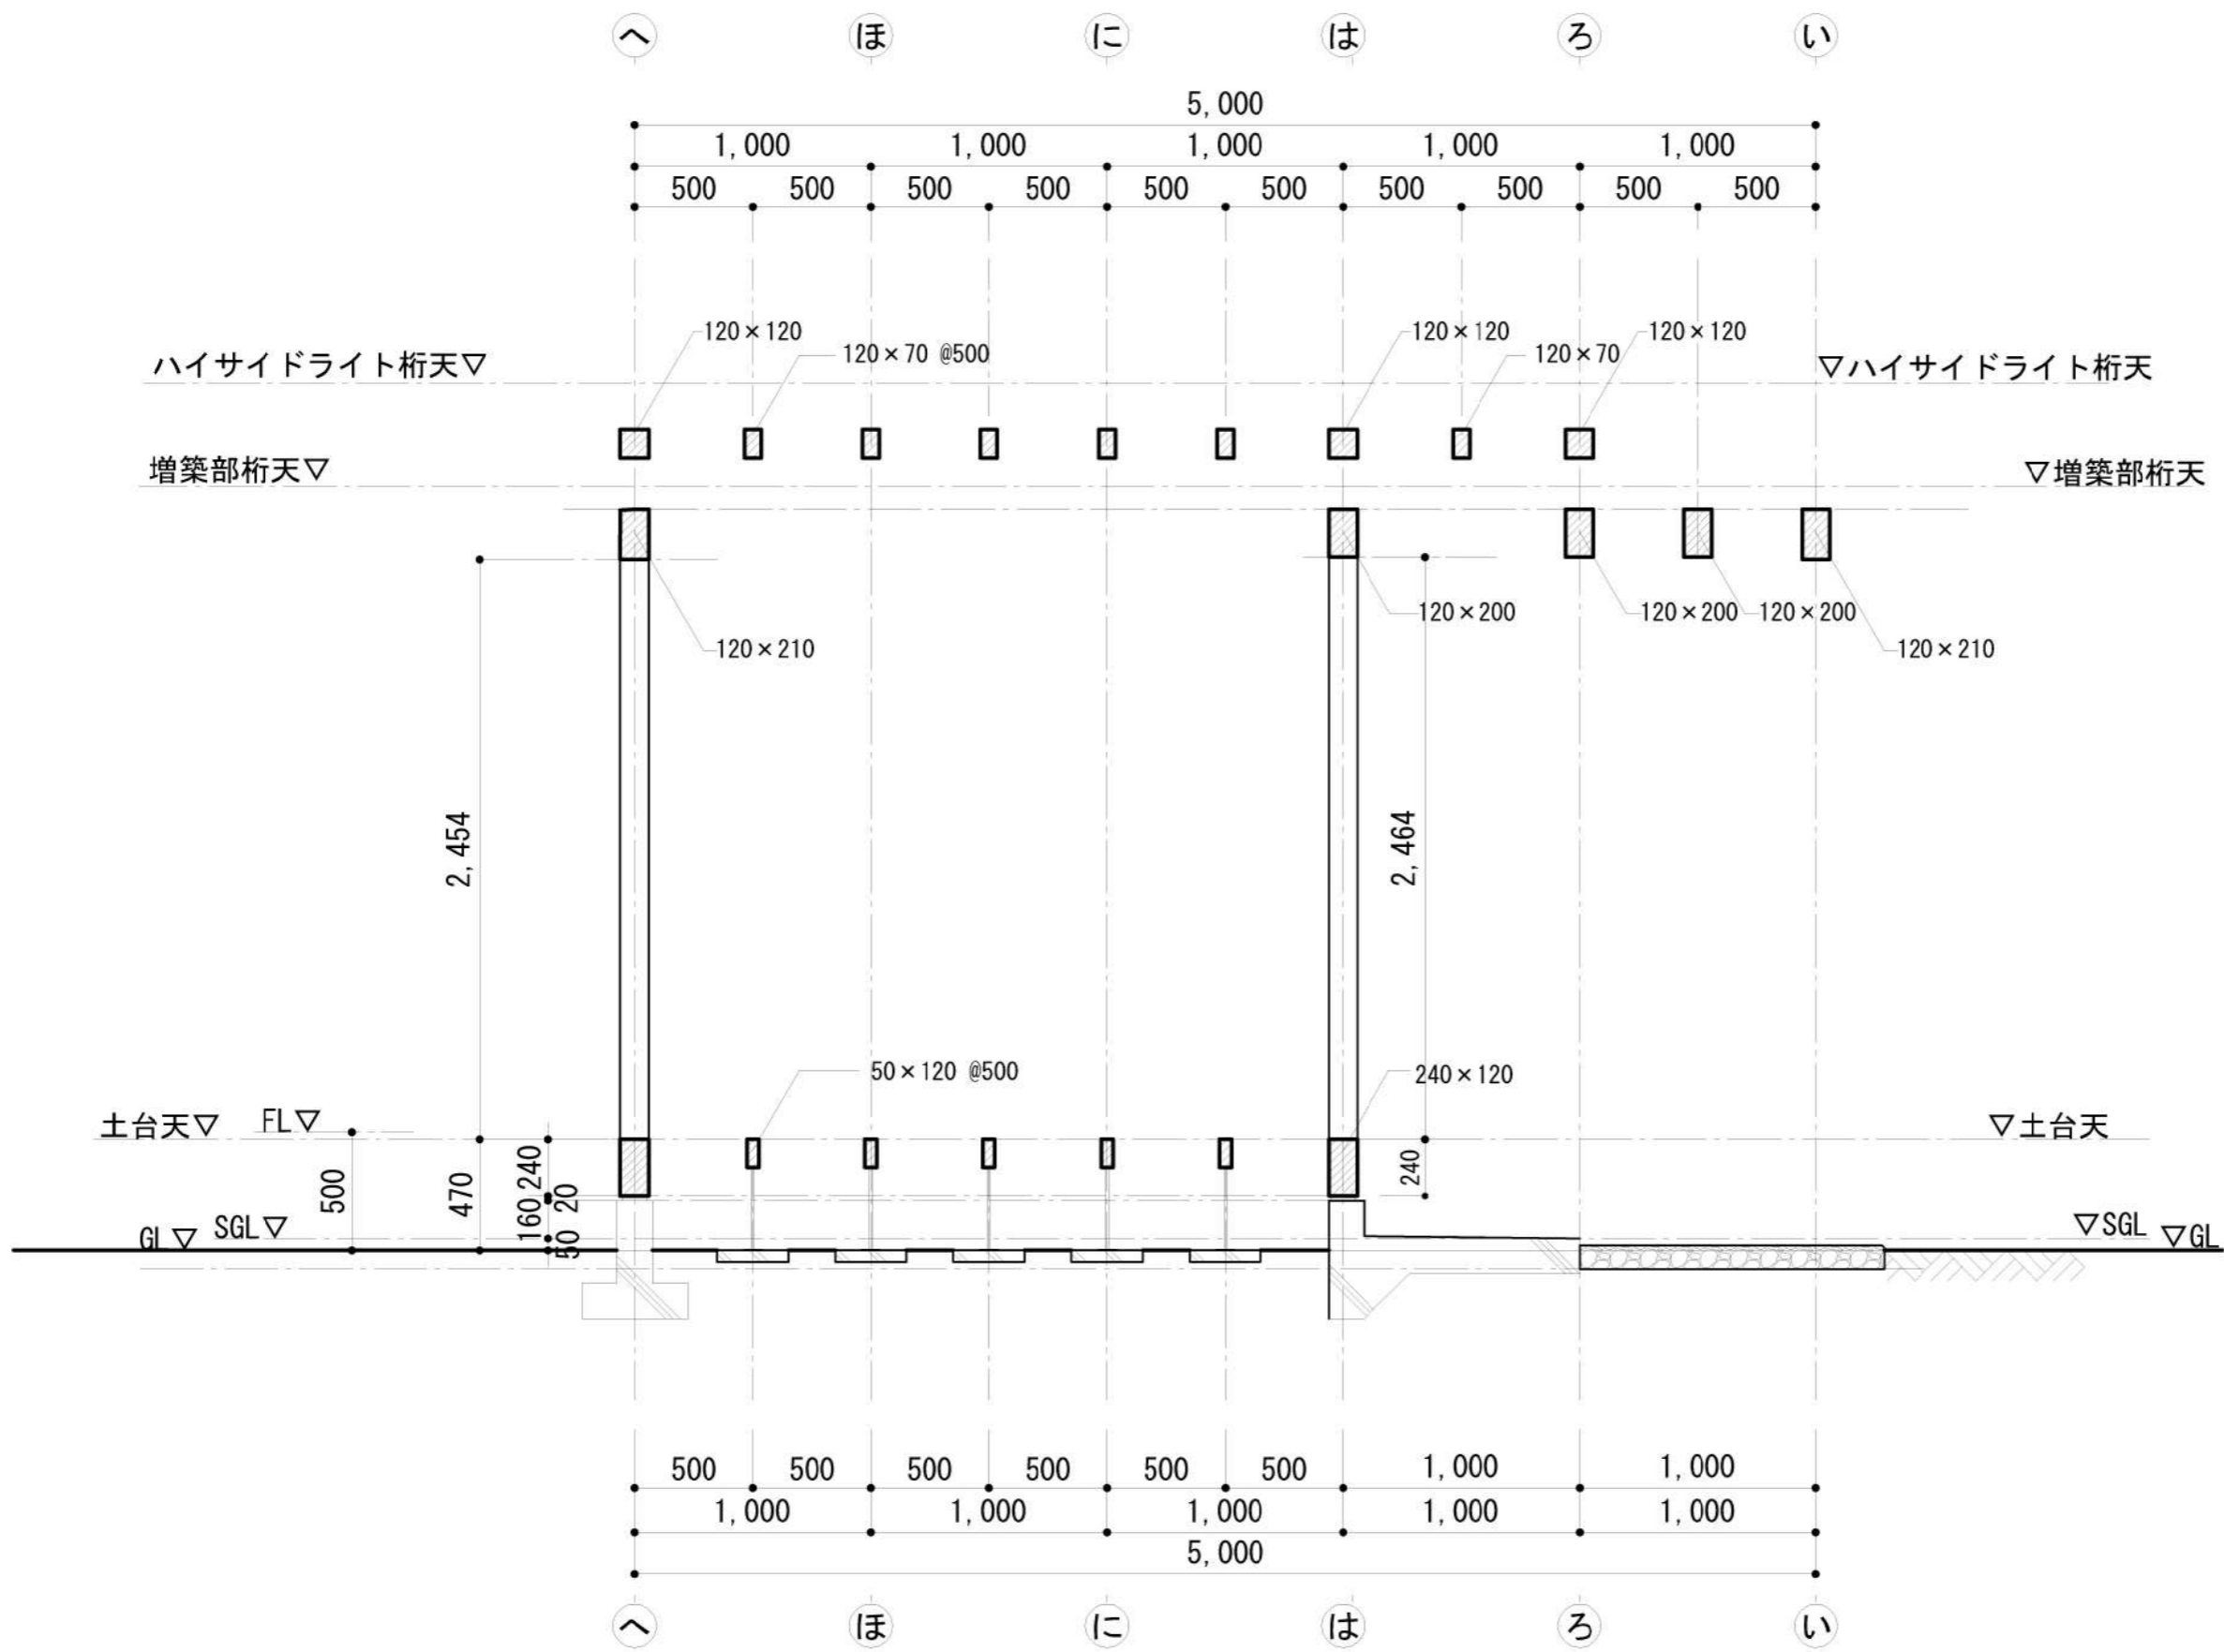 へ ほ に は ろ い
5,000
1,000 1,000 1,000 1,000 1,000
500 500 500 500 500 500 500 500 500 500
120×120 120×120 120×120
120×70 @500 120×70
ハイサイドライト桁天▽ ▽ハイサイドライト桁天
増築部桁天▽ ▽増築部桁天
120×200 120×200 120×200
120×210 120×210
2,454 2,464
50×120 @500 240×120
土台天▽ FL▽ ▽土台天
500 470 240 20 160 50 240
GL▽ SGL▽ ▽SGL ▽GL
500 500 500 500 500 500 1,000 1,000
1,000 1,000 1,000 1,000 1,000
5,000
へ ほ に は ろ い